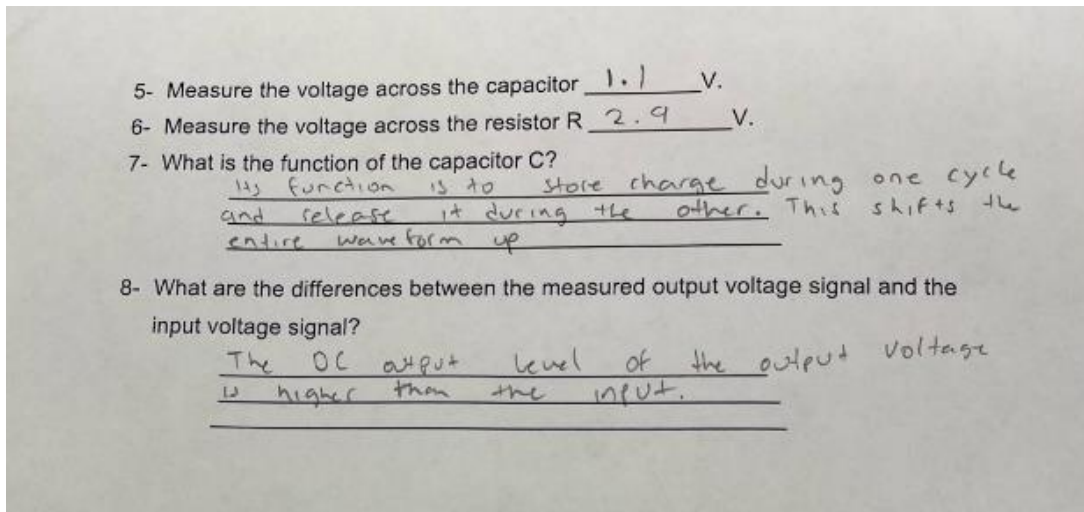 5- Measure the voltage across the capacitor 1.1 V.
6- Measure the voltage across the resistor R 2.9 V.
7- What is the function of the capacitor C?
Its function is to store charge during one cycle
and release it during the other. This shifts the
entire waveform up
8- What are the differences between the measured output voltage signal and the
input voltage signal?
The DC output level of the output voltage
is higher than the input.